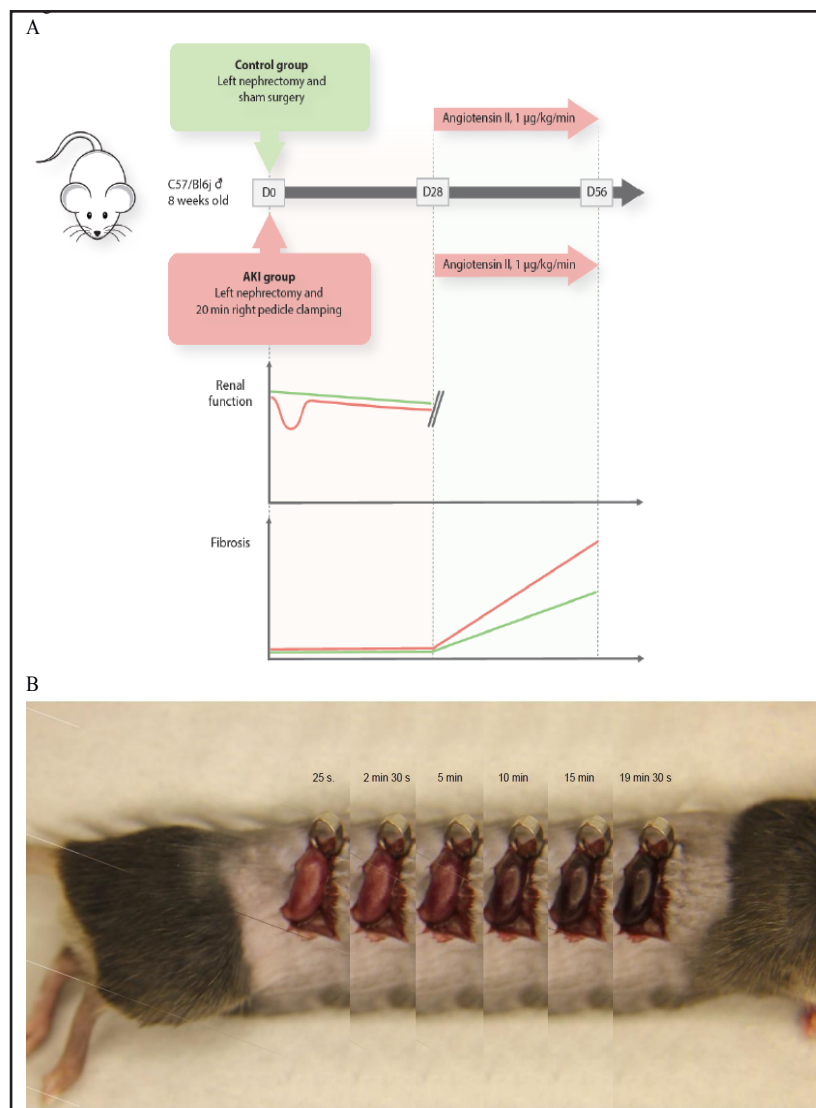 A
Control group
Left nephrectomy and
sham surgery
Angiotensin II, 1 µg/kg/min
C57/Bl6j ♂
8 weeks old
D0
D28
D56
AKI group
Left nephrectomy and
20 min right pedicle clamping
Angiotensin II, 1 µg/kg/min
Renal
function
Fibrosis
B
25 s.
2 min 30 s
5 min
10 min
15 min
19 min 30 s